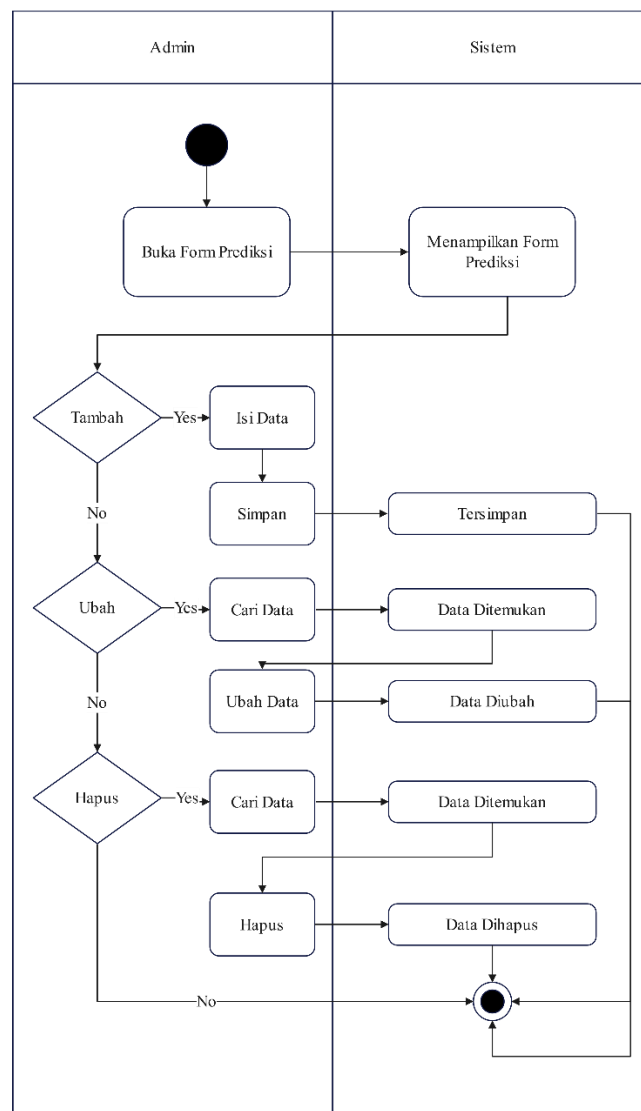 Admin
Sistem
Buka Form Prediksi
Menampilkan Form
Prediksi
Tambah
Yes
Isi Data
No
Simpan
Tersimpan
Ubah
Yes
Cari Data
Data Ditemukan
No
Ubah Data
Data Diubah
Hapus
Yes
Cari Data
Data Ditemukan
Hapus
Data Dihapus
No